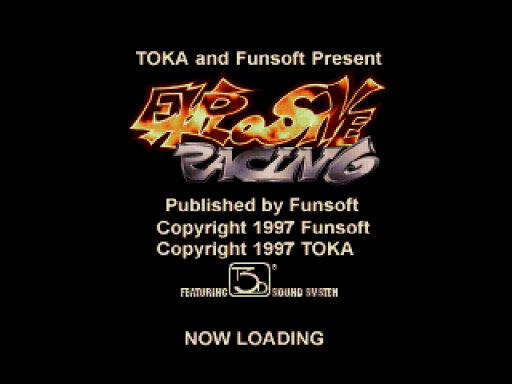 TOKA and Funsoft Present
EXPLOSIVE
RACING
Published by Funsoft
Copyright 1997 Funsoft
Copyright 1997 TOKA
FEATURING T3D® SOUND SYSTEM
NOW LOADING